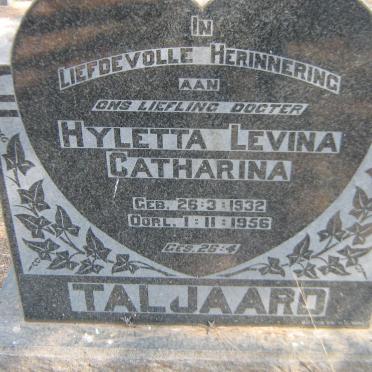 IN
LIEFDEVOLLE HERINNERING
AAN
ONS LIEFLING DOGTER
HYLETTA LEVINA
CATHARINA
GEB. 26:3:1932
OORL. 1:11:1956
GES. 26:4
TALJAARD